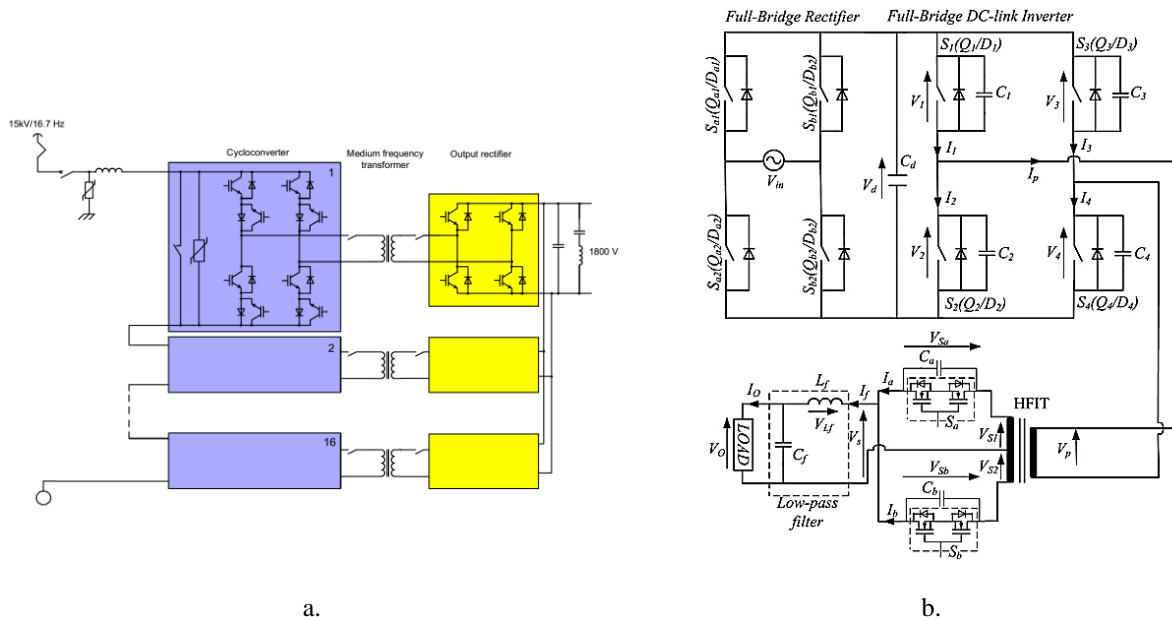 15kV/16.7 Hz
Cycloconverter
Medium frequency
transformer
Output rectifier
1
1800 V
2
16
a.
Full-Bridge Rectifier
Full-Bridge DC-link Inverter
Sa1(Qa1/Da1)
Sb1(Qb1/Db1)
S1(Q1/D1)
S3(Q3/D3)
V1
C1
V3
C3
I1
I3
Vin
Cd
Vd
Ip
I2
I4
Sa2(Qa2/Da2)
Sb2(Qb2/Db2)
V2
C2
V4
C4
S2(Q2/D2)
S4(Q4/D4)
VSa
Ca
IO
Lf
If
Ia
Sa
HFIT
VLf
VO
LOAD
Cf
Vs
VS1
VS2
Vp
VSb
Cb
Low-pass
filter
Ib
Sb
b.